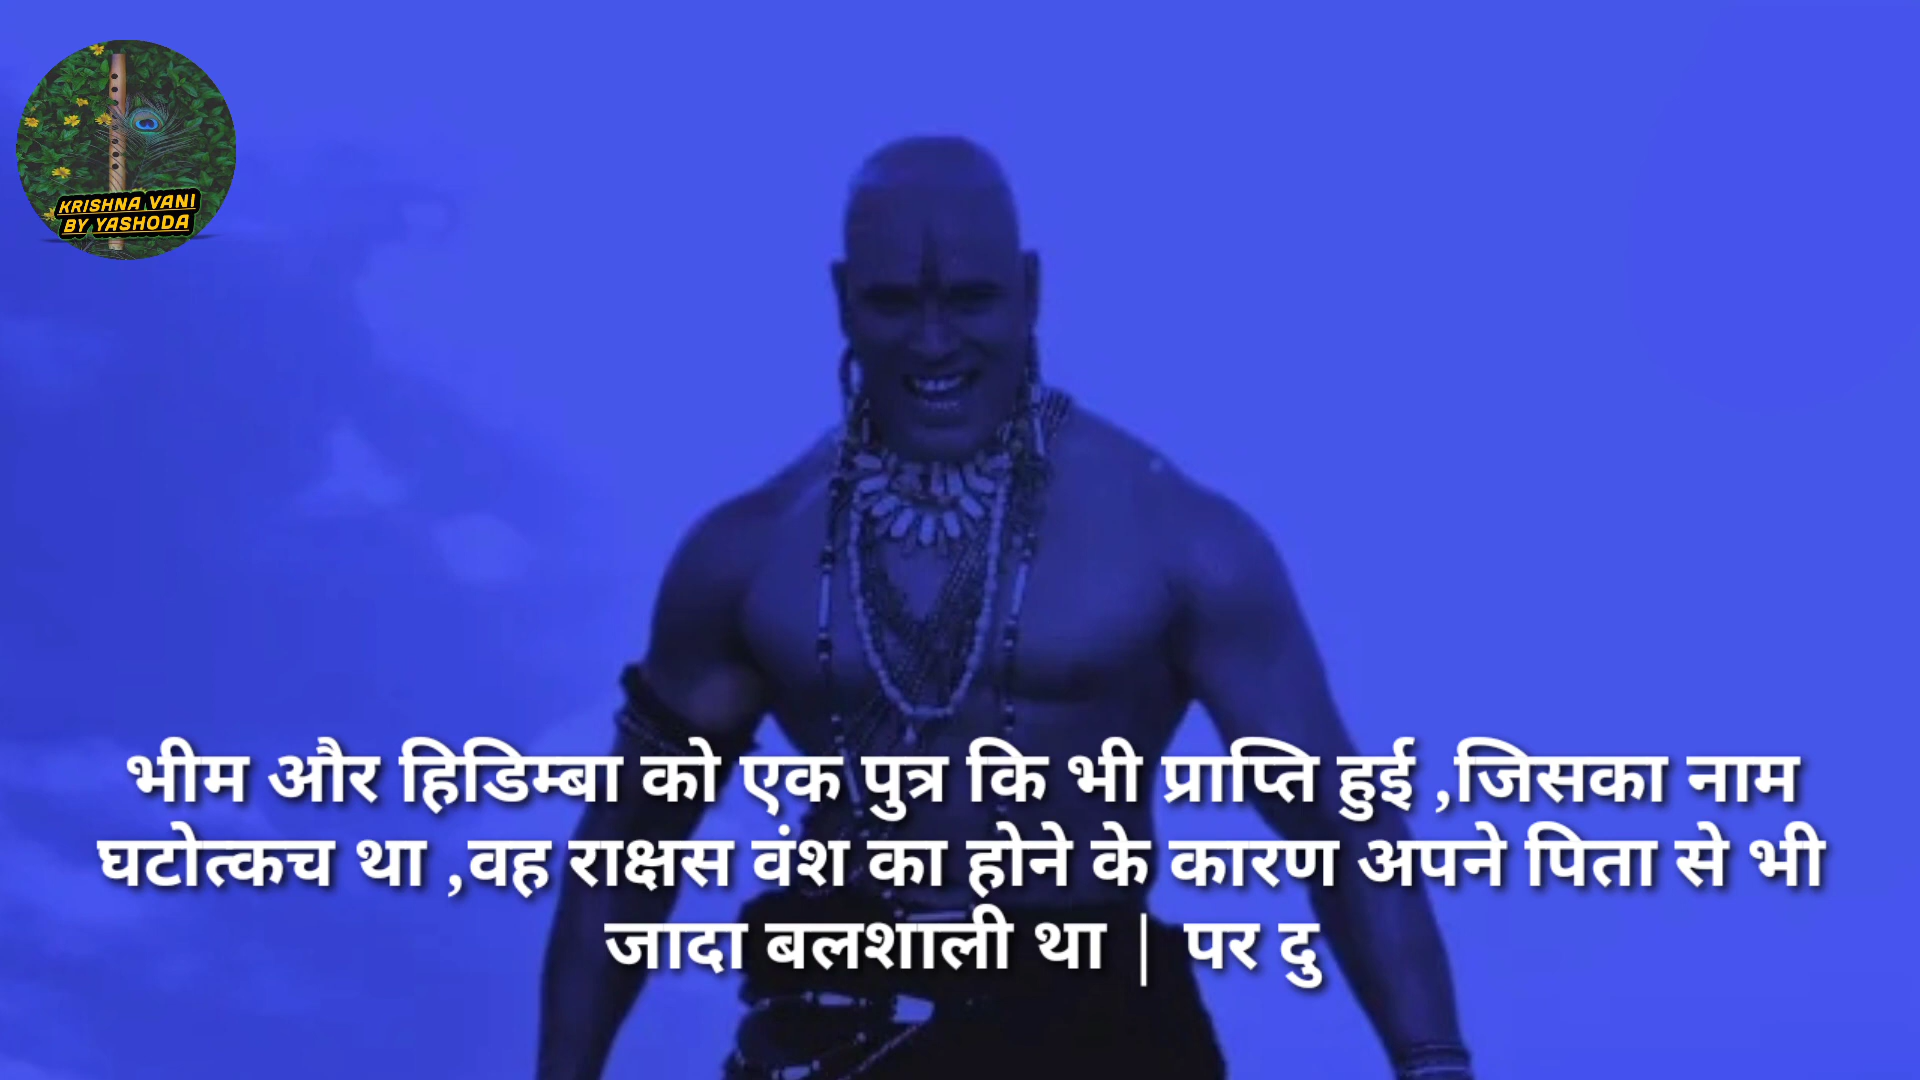 KRISHNA VANI
BY YASHODA
भीम और हिडिम्बा को एक पुत्र कि भी प्राप्ति हुई ,जिसका नाम
घटोत्कच था ,वह राक्षस वंश का होने के कारण अपने पिता से भी
जादा बलशाली था | पर दु